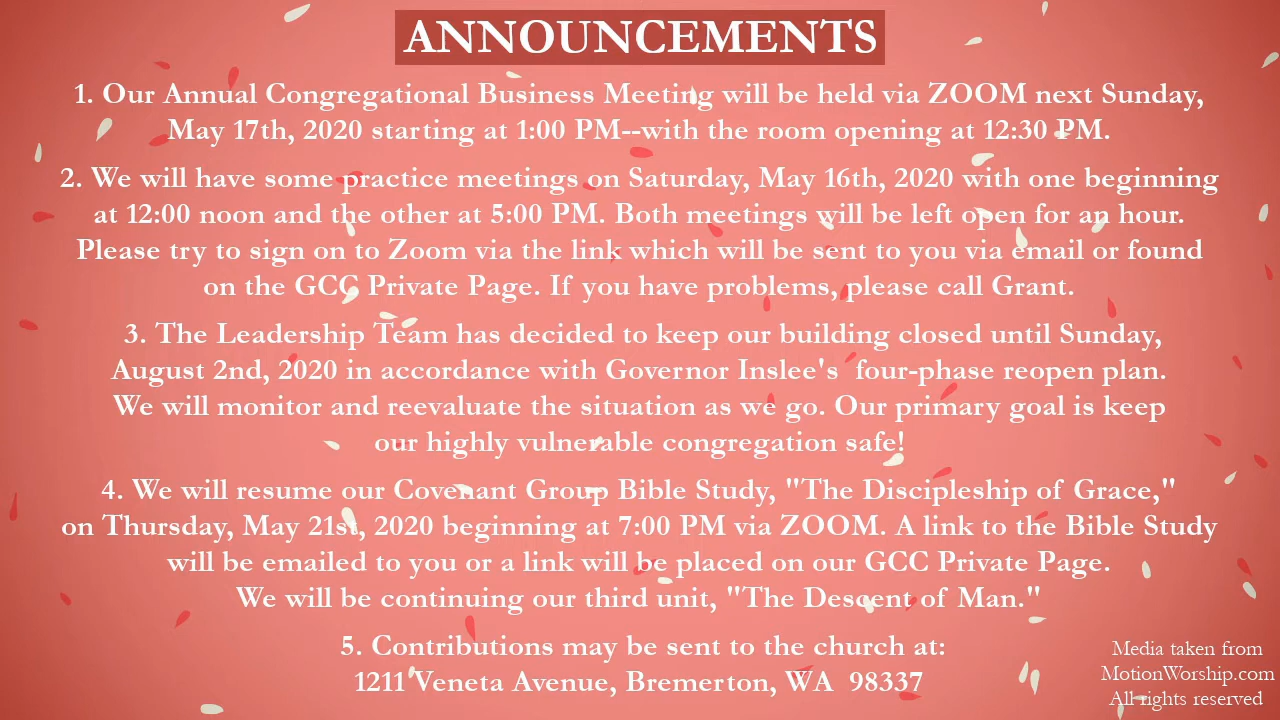 ANNOUNCEMENTS
1. Our Annual Congregational Business Meeting will be held via ZOOM next Sunday,
May 17th, 2020 starting at 1:00 PM--with the room opening at 12:30 PM.
2. We will have some practice meetings on Saturday, May 16th, 2020 with one beginning
at 12:00 noon and the other at 5:00 PM. Both meetings will be left open for an hour.
Please try to sign on to Zoom via the link which will be sent to you via email or found
on the GCC Private Page. If you have problems, please call Grant.
3. The Leadership Team has decided to keep our building closed until Sunday,
August 2nd, 2020 in accordance with Governor Inslee's four-phase reopen plan.
We will monitor and reevaluate the situation as we go. Our primary goal is keep
our highly vulnerable congregation safe!
4. We will resume our Covenant Group Bible Study, "The Discipleship of Grace,"
on Thursday, May 21st, 2020 beginning at 7:00 PM via ZOOM. A link to the Bible Study
will be emailed to you or a link will be placed on our GCC Private Page.
We will be continuing our third unit, "The Descent of Man."
5. Contributions may be sent to the church at:
1211 Veneta Avenue, Bremerton, WA 98337
Media taken from
MotionWorship.com
All rights reserved